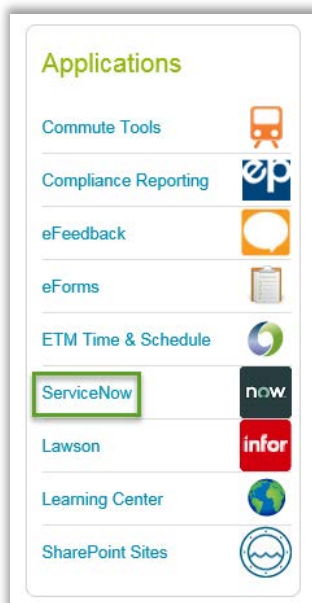 Applications
Commute Tools
Compliance Reporting ep
eFeedback
eForms
ETM Time & Schedule
ServiceNow now.
Lawson infor
Learning Center
SharePoint Sites